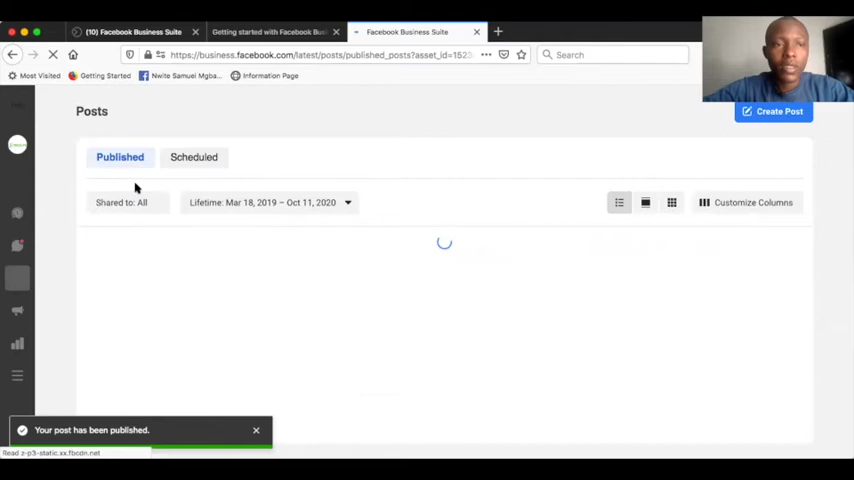 (10) Facebook Business Suite
Getting started with Facebook Busi
Facebook Business Suite
https://business.facebook.com/latest/posts/published_posts?asset_id=1523
Search
Most Visited
Getting Started
Nwite Samuel Mgba...
Information Page
Posts
Create Post
Published
Scheduled
Shared to: All
Lifetime: Mar 18, 2019 – Oct 11, 2020
Customize Columns
Your post has been published.
Read z-p3-static.xx.fbcdn.net